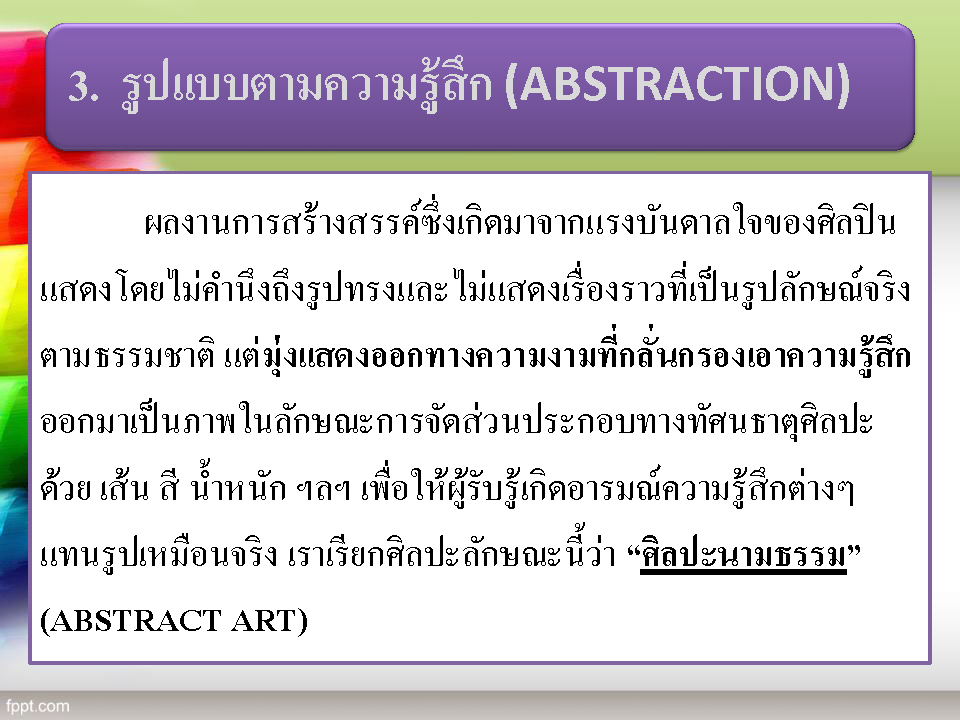 3. รูปแบบตามความรู้สึก (ABSTRACTION)
ผลงานการสร้างสรรค์ซึ่งเกิดมาจากแรงบันดาลใจของศิลปิน
แสดงโดยไม่คำนึงถึงรูปทรงและไม่แสดงเรื่องราวที่เป็นรูปลักษณ์จริง
ตามธรรมชาติ แต่มุ่งแสดงออกทางความงามที่กลั่นกรองเอาความรู้สึก
ออกมาเป็นภาพในลักษณะการจัดส่วนประกอบทางทัศนธาตุศิลปะ
ด้วย เส้น สี น้ำหนัก ฯลฯ เพื่อให้ผู้รับรู้เกิดอารมณ์ความรู้สึกต่างๆ
แทนรูปเหมือนจริง เราเรียกศิลปะลักษณะนี้ว่า “ศิลปะนามธรรม”
(ABSTRACT ART)
fppt.com